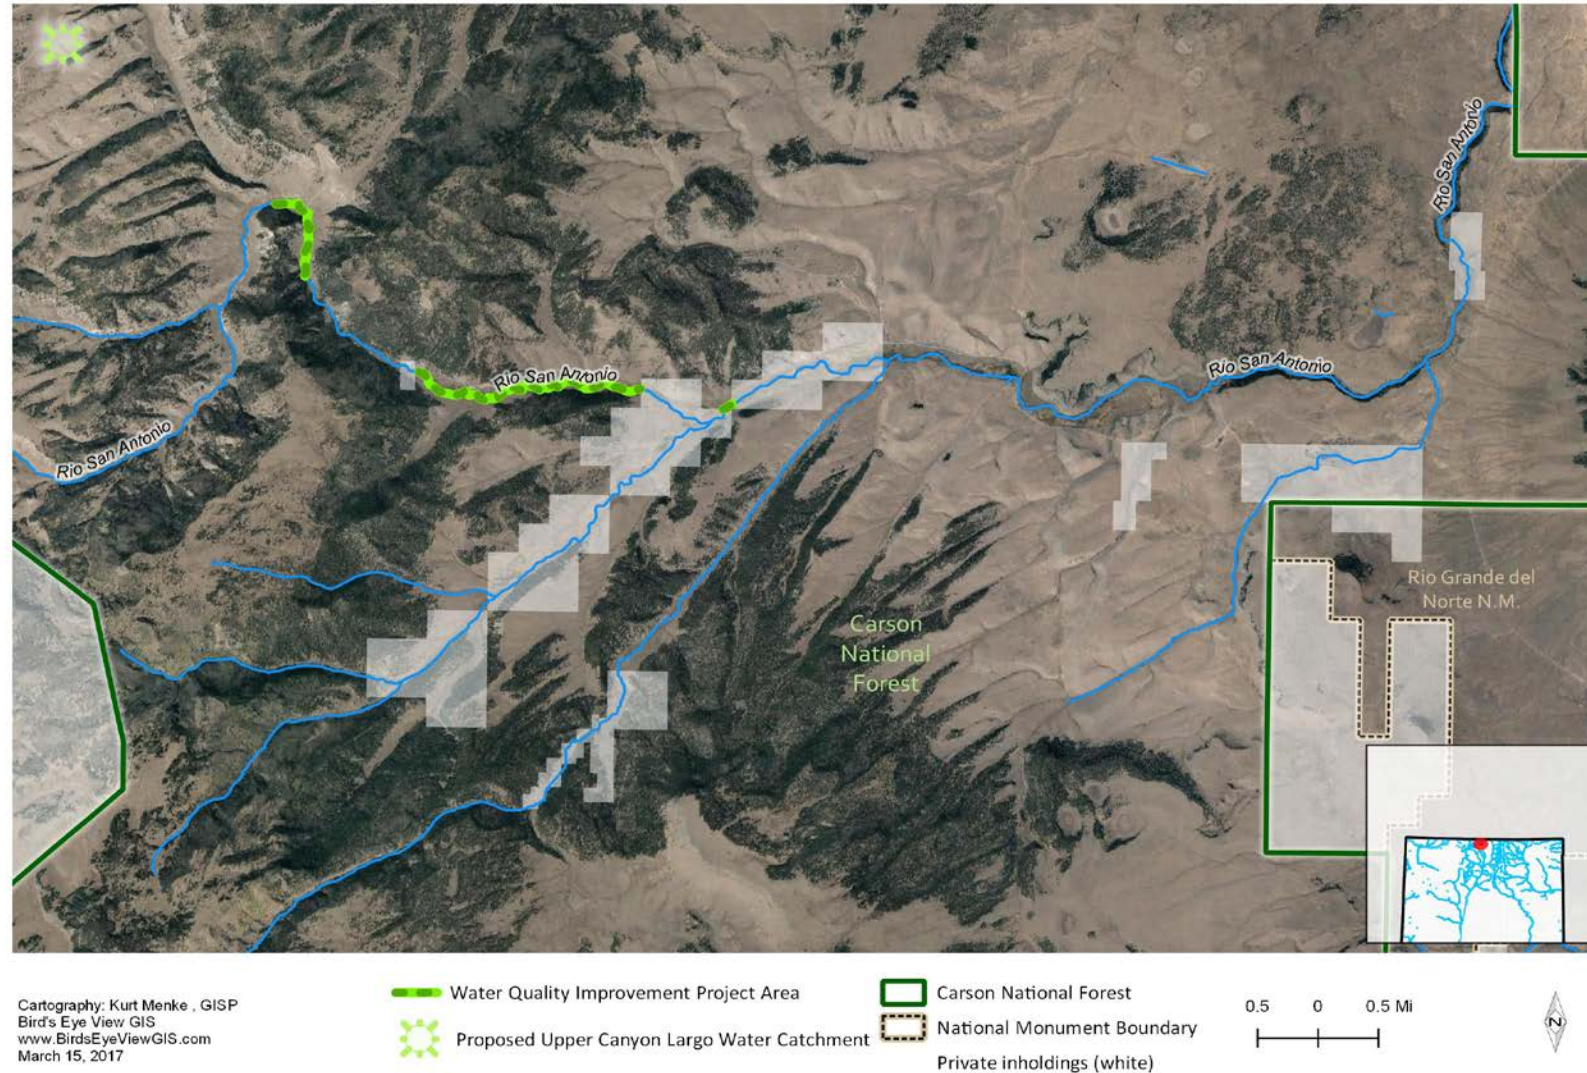 Rio San Antonio
Rio San Antonio
Rio San Antonio
Rio San Antonio
Carson
National
Forest
Rio Grande del
Norte N.M.
Cartography: Kurt Menke , GISP
Bird's Eye View GIS
www.BirdsEyeViewGIS.com
March 15, 2017
Water Quality Improvement Project Area
Proposed Upper Canyon Largo Water Catchment
Carson National Forest
National Monument Boundary
Private inholdings (white)
0.5 0 0.5 Mi
N